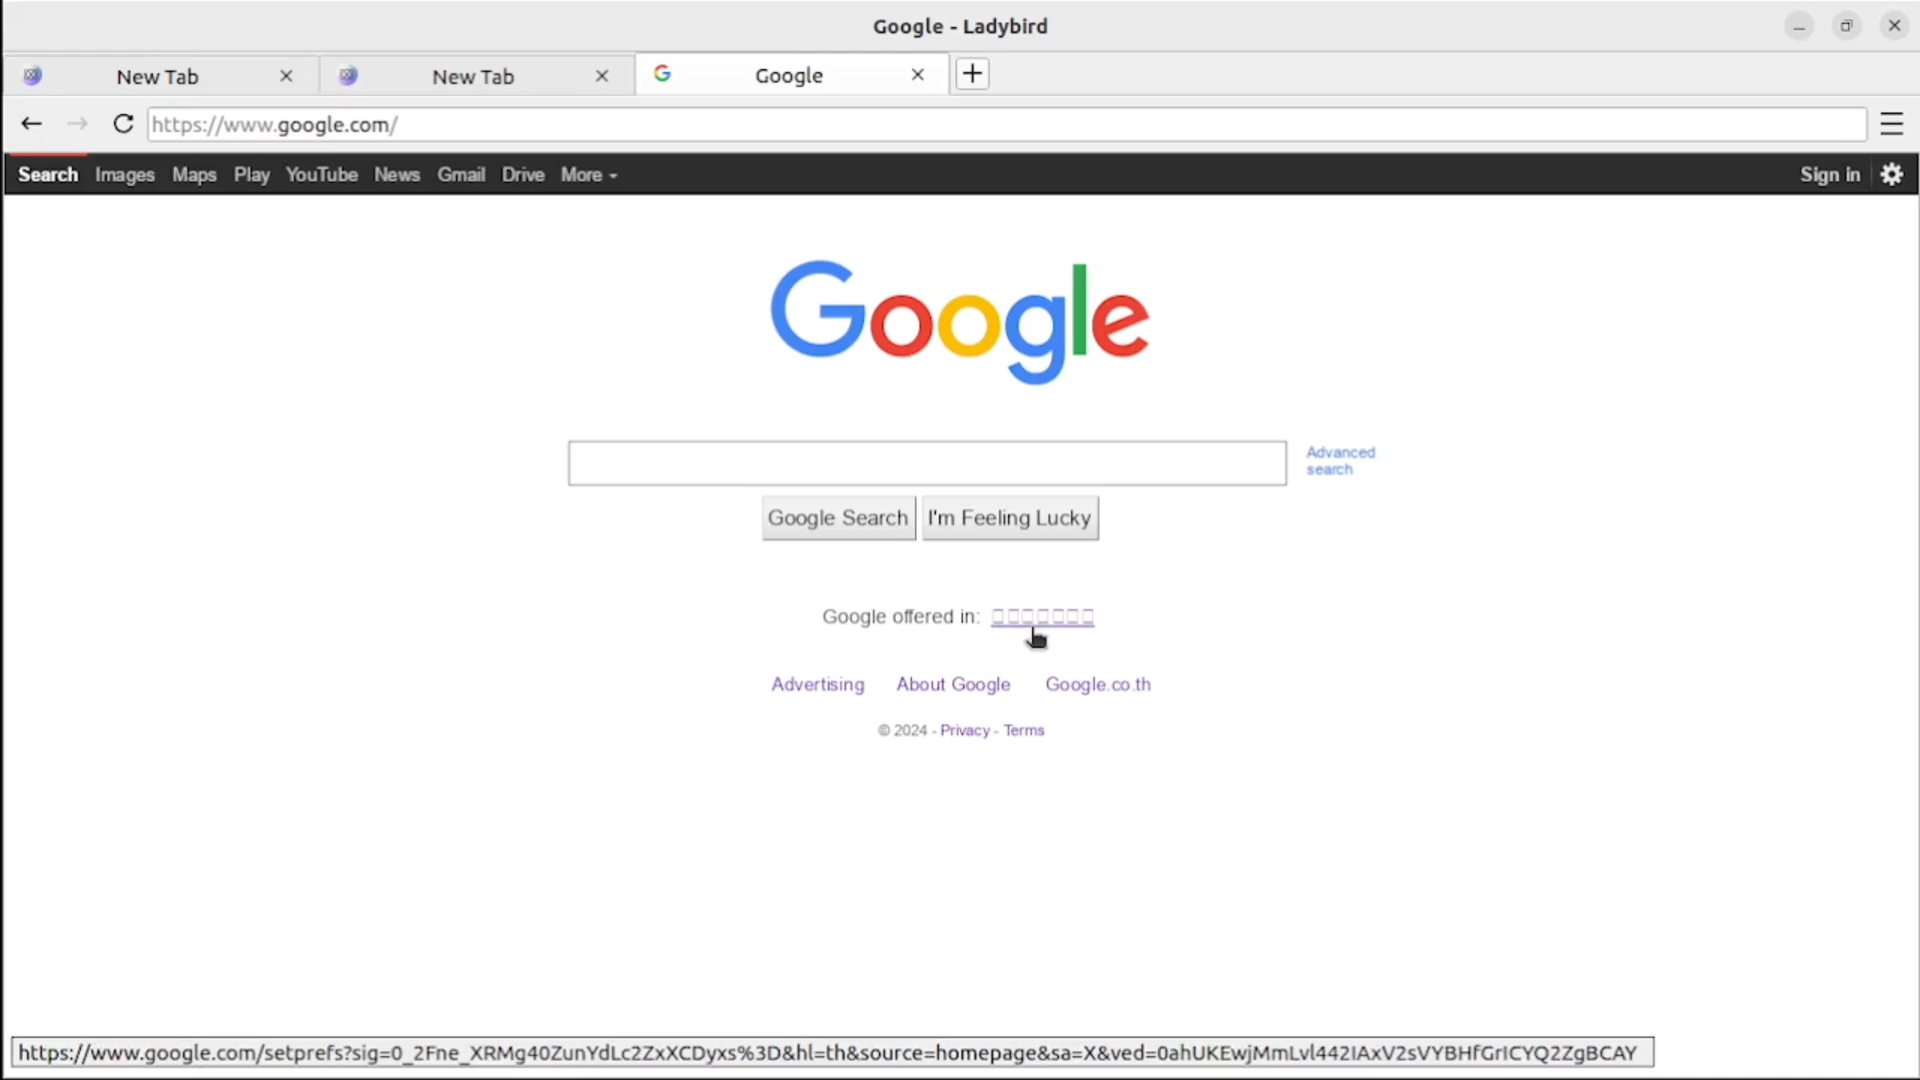 Google - Ladybird
New Tab New Tab Google
https://www.google.com/
Search Images Maps Play YouTube News Gmail Drive More Sign in
Google
Advanced
search
Google Search I'm Feeling Lucky
Google offered in:
Advertising About Google Google.co.th
© 2024 - Privacy - Terms
https://www.google.com/setprefs?sig=0_2Fne_XRMg40ZunYdLc2ZxXCDyxs%3D&hl=th&source=homepage&sa=X&ved=0ahUKEwjMmLvl442IAxV2sVYBHfGrICYQ2ZgBCAY